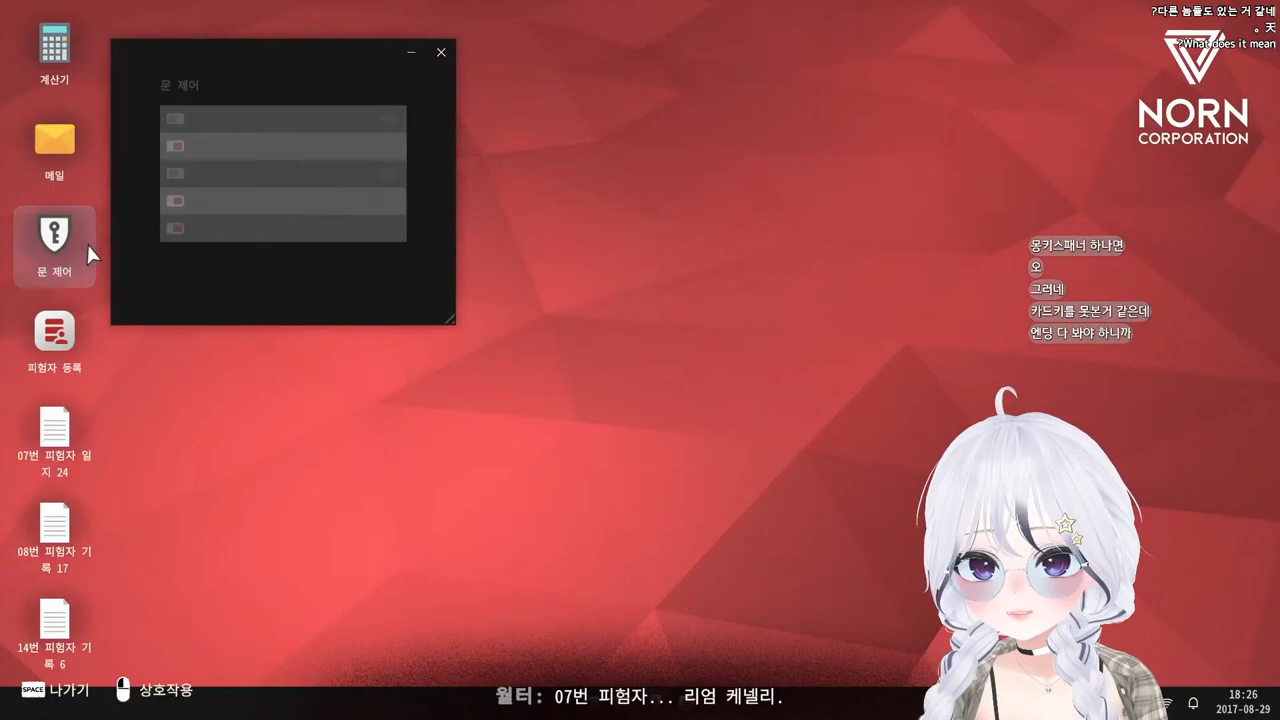 계산기
메일
문 제어
피험자 등록
07번 피험자 일
지 24
08번 피험자 기
록 17
14번 피험자 기
록 6
문 제어
?다른 놈들도 있는 거 같네
。天
?What does it mean
NORN
CORPORATION
몽키스패너 하나면
오
그러네
카드키를 못본거 같은데
엔딩 다 봐야 하니까
SPACE 나가기
상호작용
월터: 07번 피험자... 리엄 케넬리.
18:26
2017-08-29